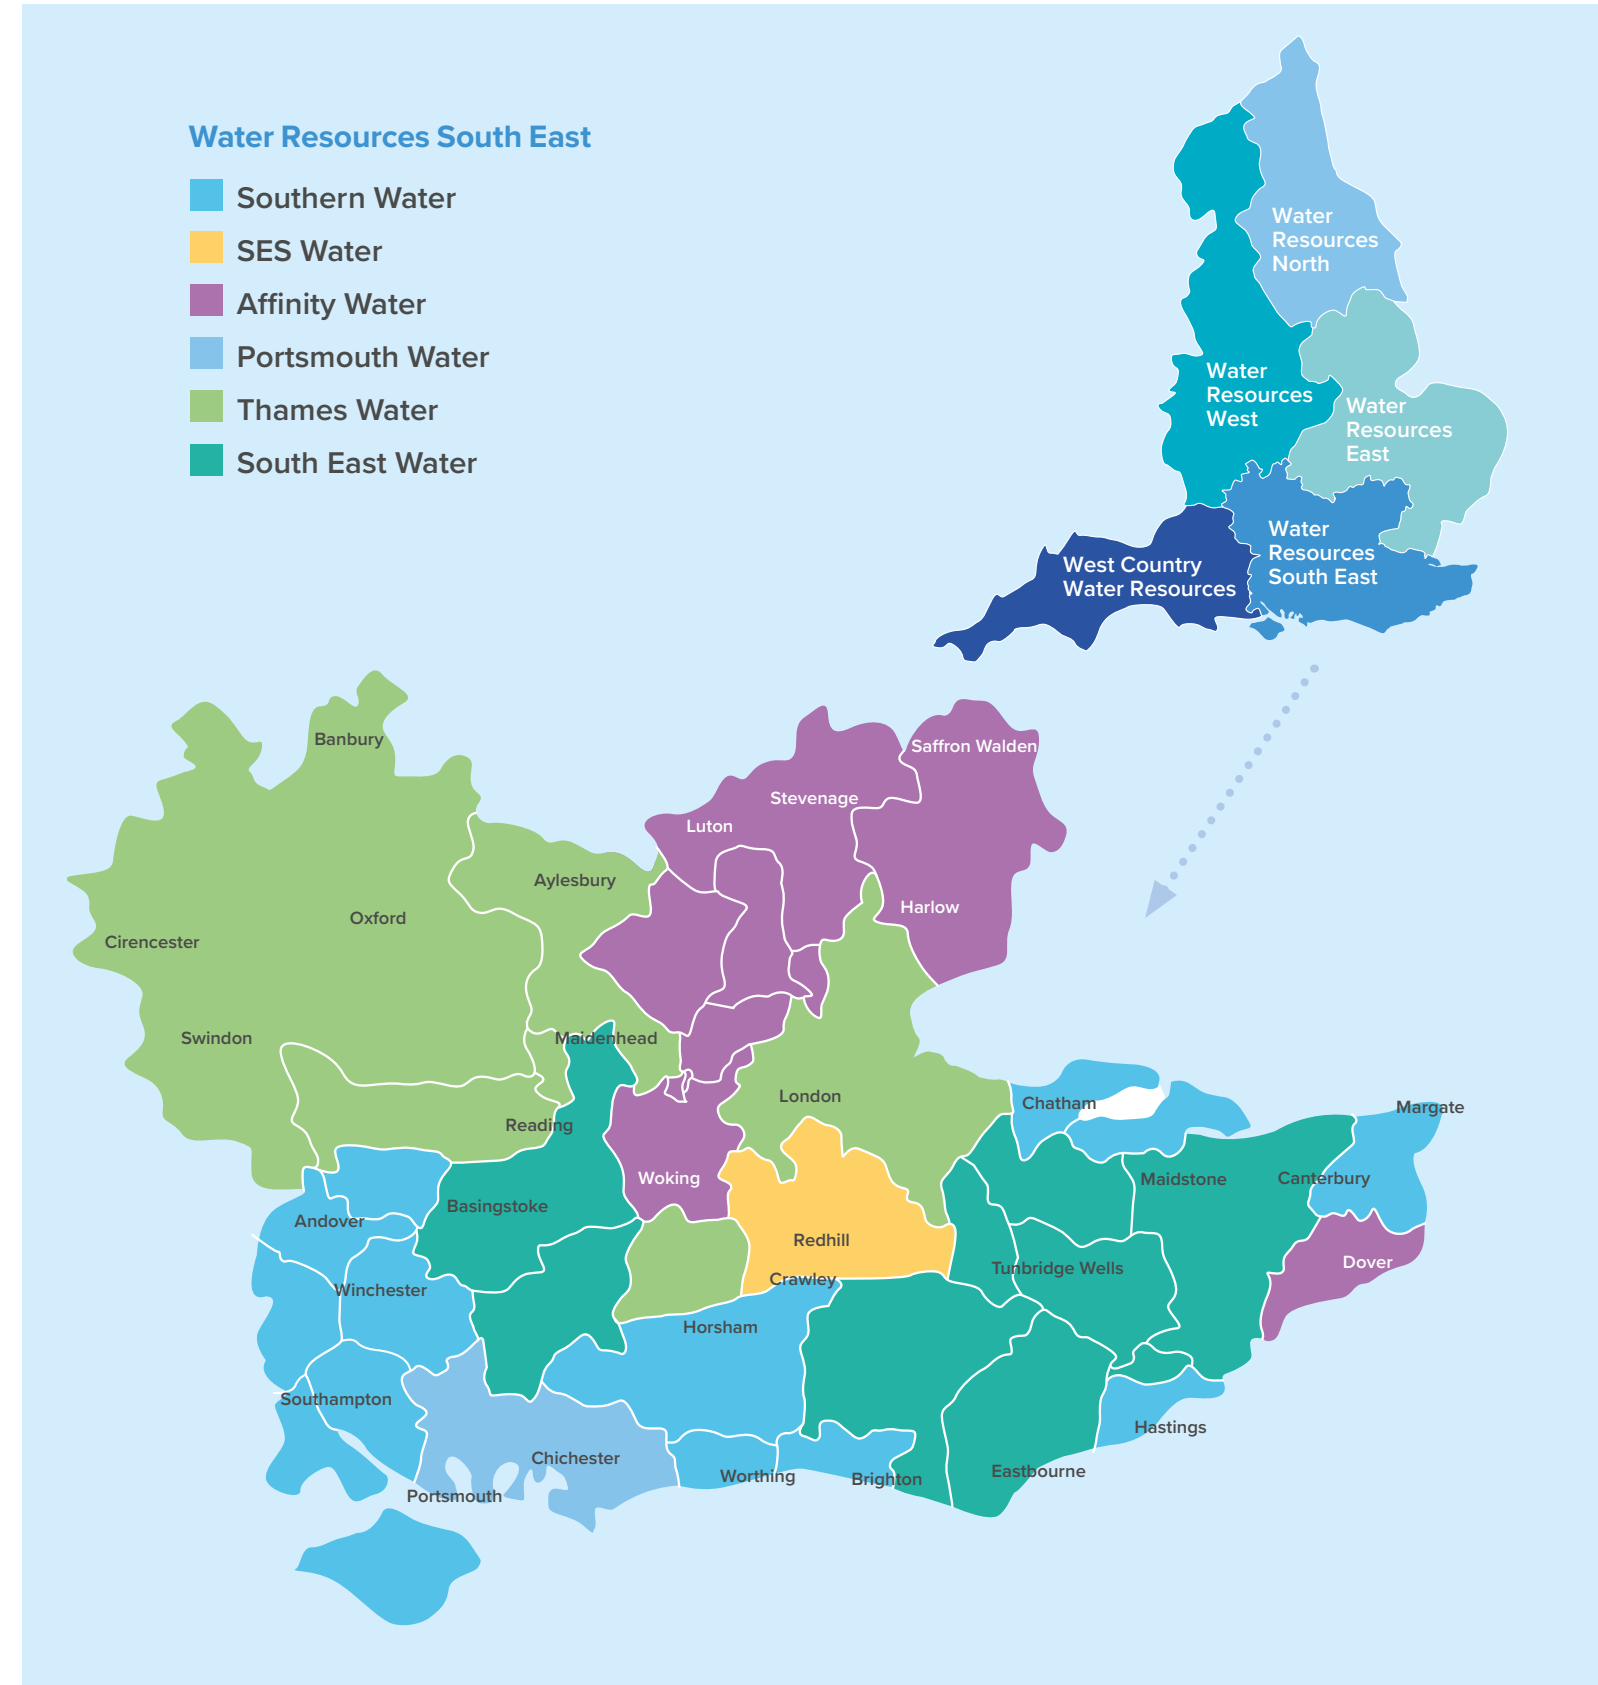 Water Resources South East
Southern Water
SES Water
Affinity Water
Portsmouth Water
Thames Water
South East Water
Water
Resources
North
Water
Resources
West
Water
Resources
East
Water
Resources
South East
West Country
Water Resources
Banbury
Saffron Walden
Stevenage
Luton
Aylesbury
Harlow
Oxford
Cirencester
Swindon
Maidenhead
London
Chatham
Margate
Reading
Woking
Maidstone
Canterbury
Basingstoke
Andover
Redhill
Dover
Tunbridge Wells
Crawley
Winchester
Horsham
Southampton
Hastings
Chichester
Eastbourne
Worthing
Brighton
Portsmouth